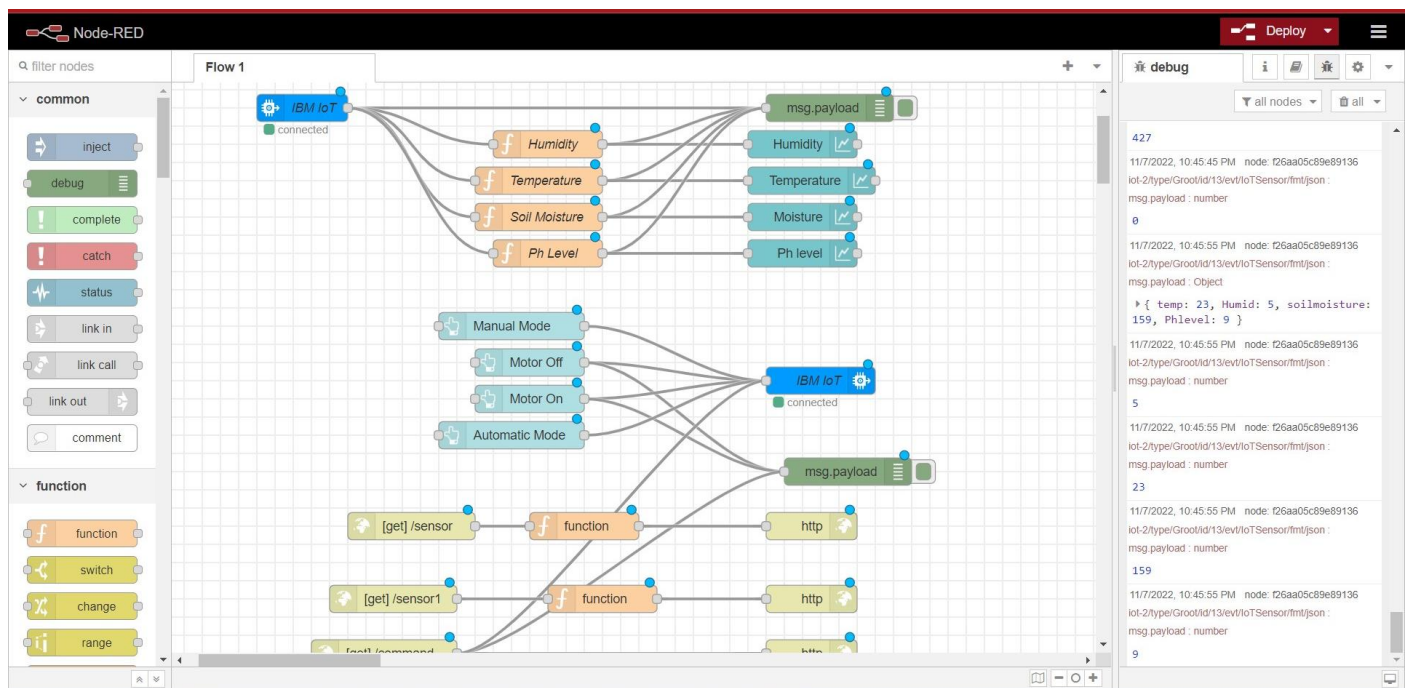 Node-RED
Deploy
filter nodes
common
inject
debug
complete
catch
status
link in
link call
link out
comment
function
function
switch
change
range
Flow 1
IBM IoT
connected
Humidity
Temperature
Soil Moisture
Ph Level
msg.payload
Humidity
Temperature
Moisture
Ph level
Manual Mode
Motor Off
Motor On
Automatic Mode
IBM IoT
connected
msg.payload
[get] /sensor
function
http
[get] /sensor1
function
http
[get] /command
http
debug
i
all nodes
all
427
11/7/2022, 10:45:45 PM node: f26aa05c89e89136
iot-2/type/Groot/id/13/evt/IoTSensor/fmt/json :
msg.payload : number
0
11/7/2022, 10:45:55 PM node: f26aa05c89e89136
iot-2/type/Groot/id/13/evt/IoTSensor/fmt/json :
msg.payload : Object
{ temp: 23, Humid: 5, soilmoisture:
159, Phlevel: 9 }
11/7/2022, 10:45:55 PM node: f26aa05c89e89136
iot-2/type/Groot/id/13/evt/IoTSensor/fmt/json :
msg.payload : number
5
11/7/2022, 10:45:55 PM node: f26aa05c89e89136
iot-2/type/Groot/id/13/evt/IoTSensor/fmt/json :
msg.payload : number
23
11/7/2022, 10:45:55 PM node: f26aa05c89e89136
iot-2/type/Groot/id/13/evt/IoTSensor/fmt/json :
msg.payload : number
159
11/7/2022, 10:45:55 PM node: f26aa05c89e89136
iot-2/type/Groot/id/13/evt/IoTSensor/fmt/json :
msg.payload : number
9